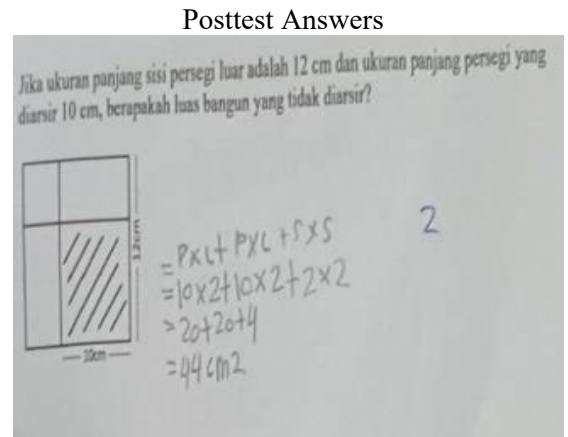 Posttest Answers
Jika ukuran panjang sisi persegi luar adalah 12 cm dan ukuran panjang persegi yang
diarsir 10 cm, berapakah luas bangun yang tidak diarsir?
12cm
= PxL+ PXL +SXS
2
=10x2+10x2+2x2
=20+20+4
10cm
=44cm2